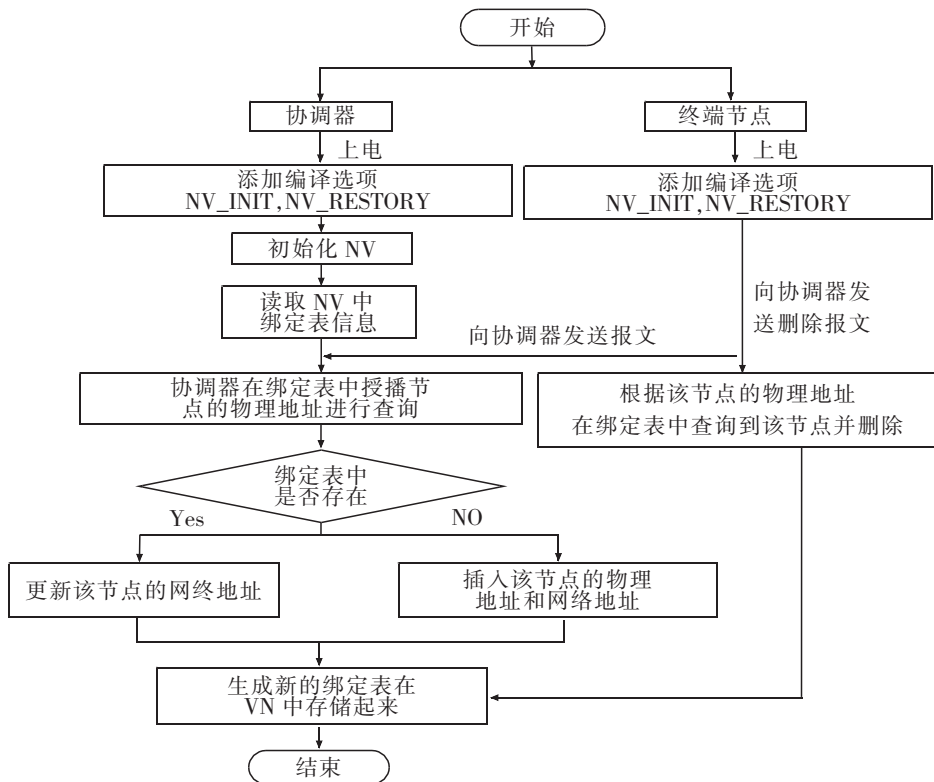 开始
协调器
终端节点
上电
上电
添加编译选项
NV_INIT,NV_RESTORY
添加编译选项
NV_INIT,NV_RESTORY
初始化 NV
读取 NV 中
绑定表信息
向协调器发
送删除报文
向协调器发送报文
协调器在绑定表中授播节
点的物理地址进行查询
根据该节点的物理地址
在绑定表中查询到该节点并删除
绑定表中
是否存在
Yes
NO
更新该节点的网终地址
插入该节点的物理
地址和网络地址
生成新的绑定表在
VN 中存储起来
结束